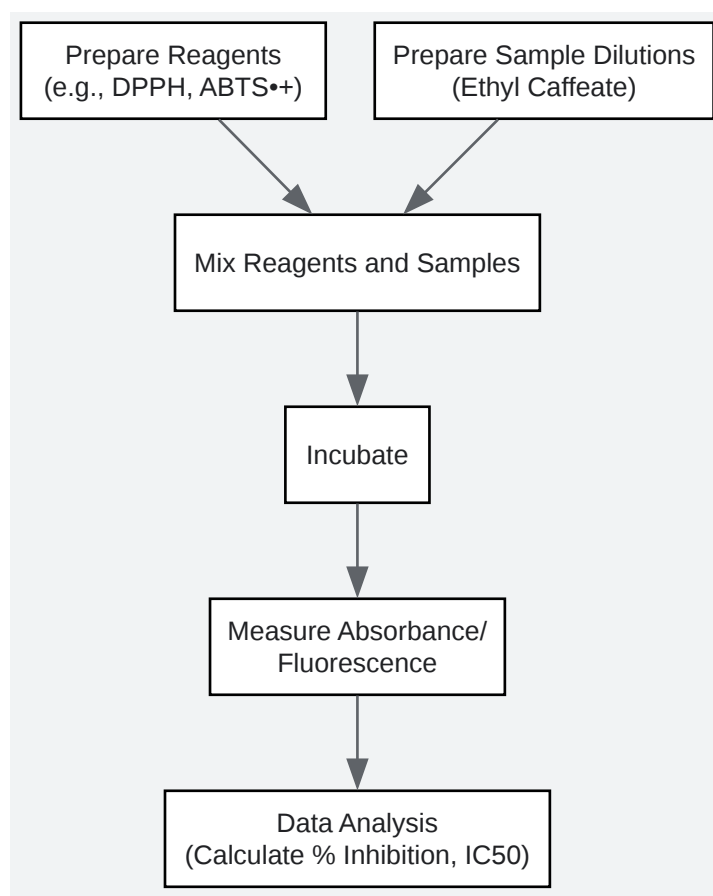 Prepare Reagents
(e.g., DPPH, ABTS•+)
Prepare Sample Dilutions
(Ethyl Caffeate)
Mix Reagents and Samples
Incubate
Measure Absorbance/
Fluorescence
Data Analysis
(Calculate % Inhibition, IC50)